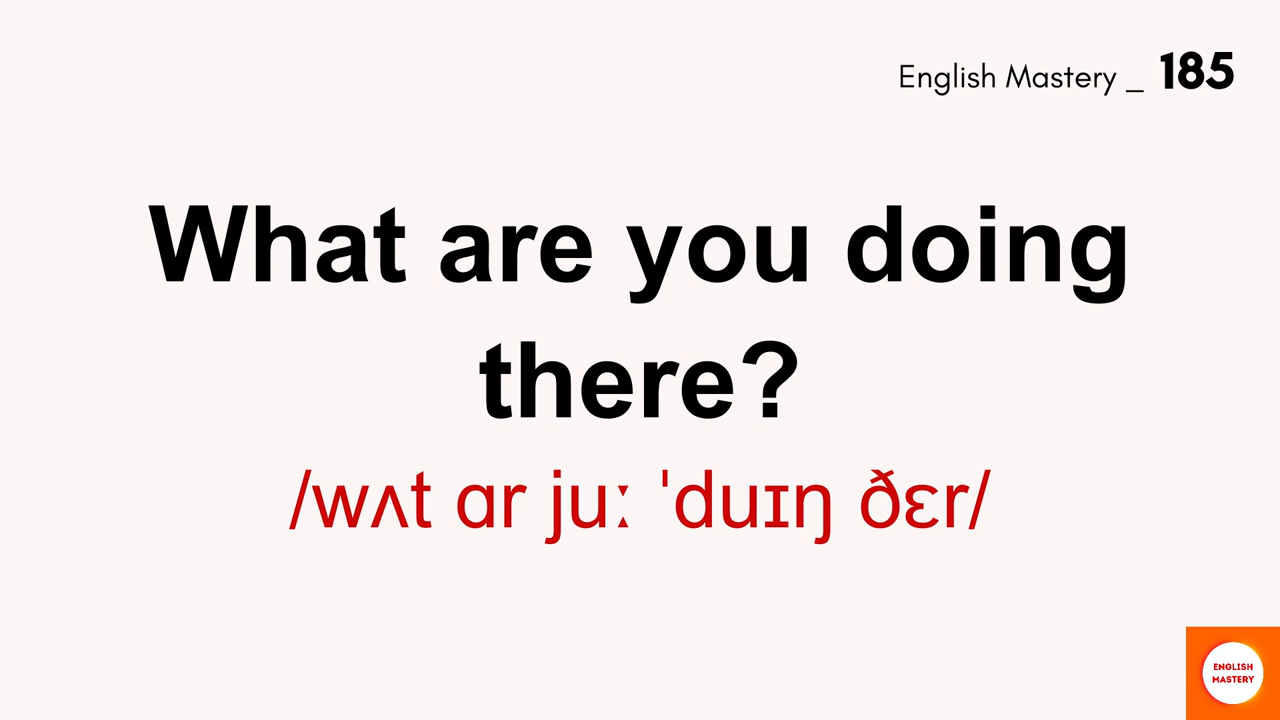 English Mastery _ 185
What are you doing
there?
/wʌt ɑr juː ˈduɪŋ ðɛr/
ENGLISH
MASTERY